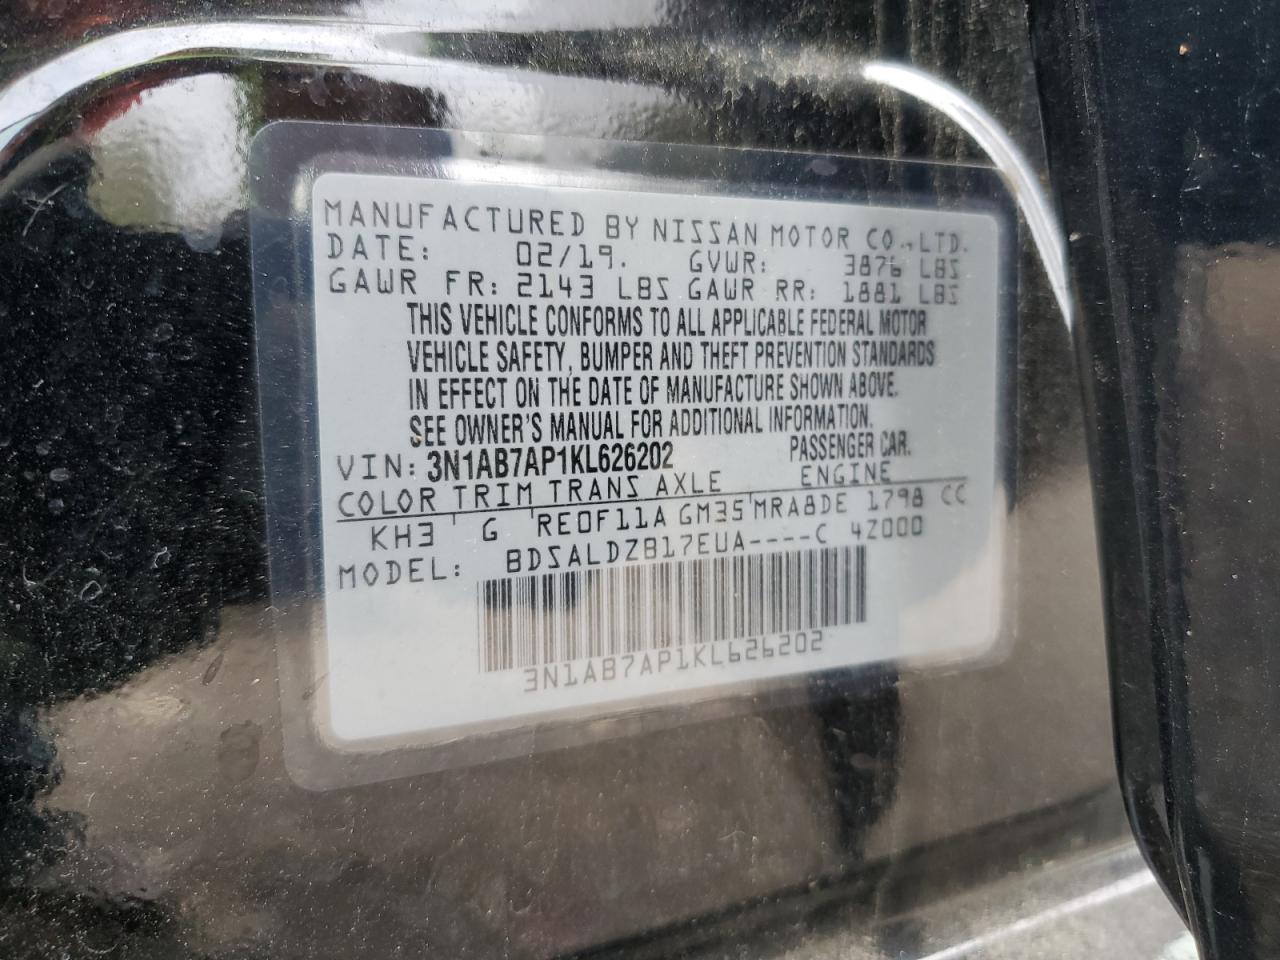 MANUFACTURED BY NISSAN MOTOR CO., LTD.
DATE: 02/19. GVWR: 3876 LBS
GAWR FR: 2143 LBS GAWR RR: 1881 LBS
THIS VEHICLE CONFORMS TO ALL APPLICABLE FEDERAL MOTOR
VEHICLE SAFETY, BUMPER AND THEFT PREVENTION STANDARDS
IN EFFECT ON THE DATE OF MANUFACTURE SHOWN ABOVE.
SEE OWNER'S MANUAL FOR ADDITIONAL INFORMATION.
VIN: 3N1AB7AP1KL626202 PASSENGER CAR.
COLOR TRIM TRANS AXLE ENGINE
KH3 G RE0F11A GM35 MRA8DE 1798 CC
MODEL: BDSALDZB17EUA----C 4Z000
3N1AB7AP1KL626202